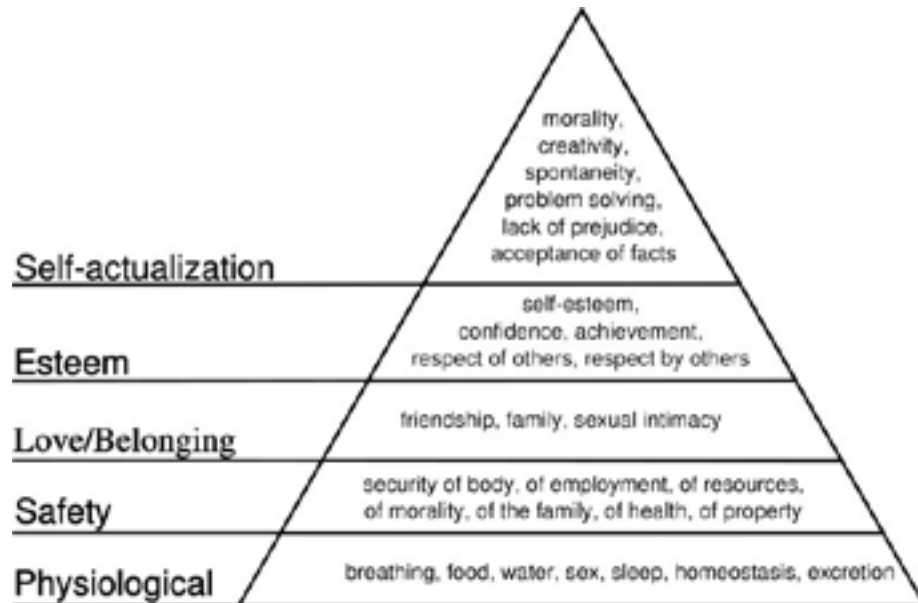 morality,
creativity,
spontaneity,
problem solving,
lack of prejudice,
acceptance of facts
Self-actualization
self-esteem,
confidence, achievement,
respect of others, respect by others
Esteem
friendship, family, sexual intimacy
Love/Belonging
security of body, of employment, of resources,
of morality, of the family, of health, of property
Safety
breathing, food, water, sex, sleep, homeostasis, excretion
Physiological